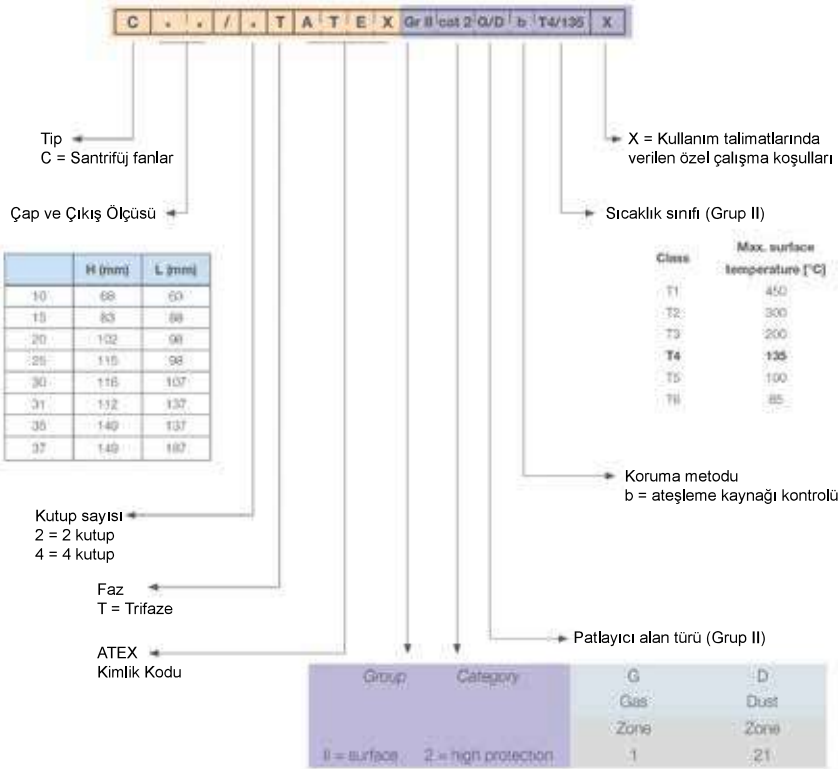 C . . / . T A T E X Gr II cat 2 G/D b T4/135 X
Tip
C = Santrifüj fanlar
X = Kullanım talimatlarında
verilen özel çalışma koşulları
Çap ve Çıkış Ölçüsü
Sıcaklık sınıfı (Grup II)
H (mm) L (mm)
10 68 63
15 83 88
20 102 98
25 115 98
30 116 107
31 112 137
35 149 137
37 149 187
Class Max. surface
temperature [°C]
T1 450
T2 300
T3 200
T4 135
T5 100
T6 85
Koruma metodu
b = ateşleme kaynağı kontrolü
Kutup sayısı
2 = 2 kutup
4 = 4 kutup
Faz
T = Trifaze
ATEX
Kimlik Kodu
Patlayıcı alan türü (Grup II)
Group Category G D
Gas Dust
Zone Zone
II = surface 2 = high protection 1 21